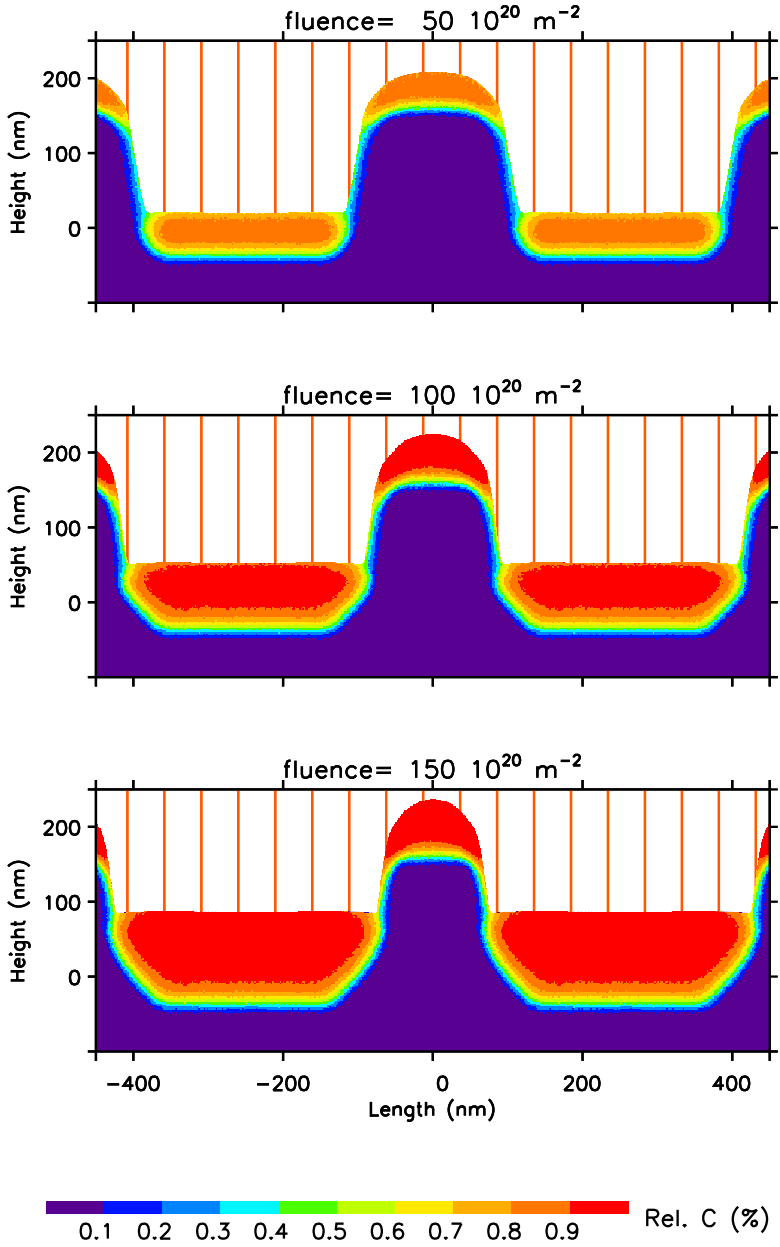 fluence= 50 10²⁰ m⁻²
Height (nm)
200
100
0
fluence= 100 10²⁰ m⁻²
Height (nm)
200
100
0
fluence= 150 10²⁰ m⁻²
Height (nm)
200
100
0
−400 −200 0 200 400
Length (nm)
0.1 0.2 0.3 0.4 0.5 0.6 0.7 0.8 0.9 Rel. C (%)